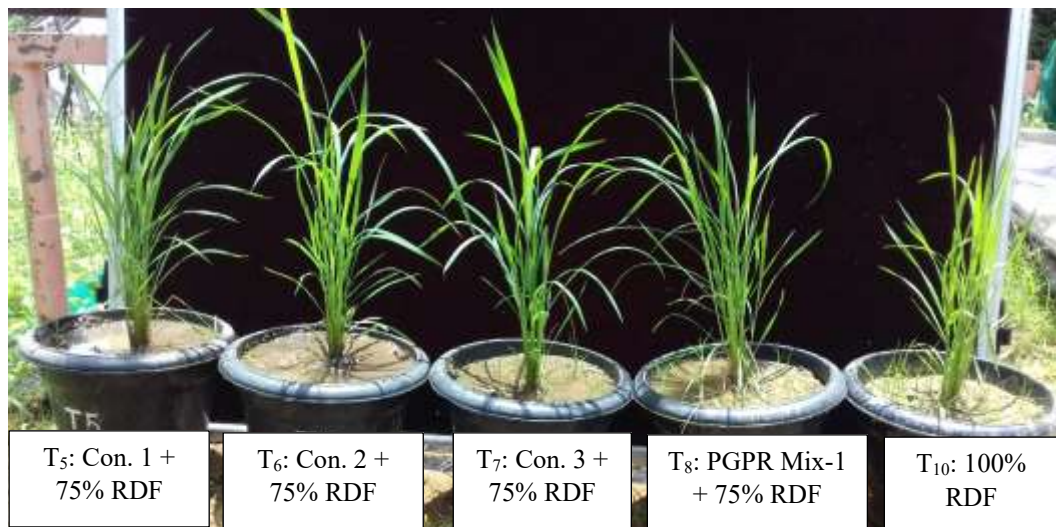 T5
T₅: Con. 1 +
75% RDF
T₆: Con. 2 +
75% RDF
T₇: Con. 3 +
75% RDF
T₈: PGPR Mix-1
+ 75% RDF
T₁₀: 100%
RDF